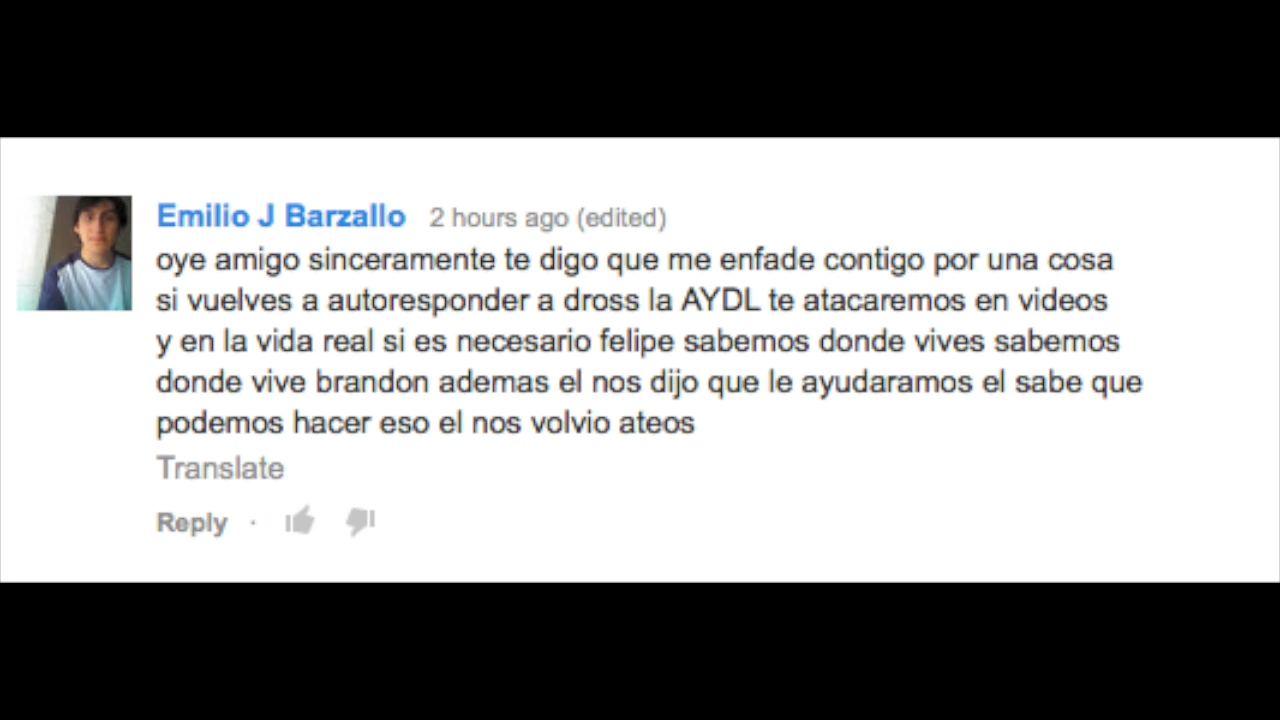 Emilio J Barzallo 2 hours ago (edited)
oye amigo sinceramente te digo que me enfade contigo por una cosa
si vuelves a autoresponder a dross la AYDL te atacaremos en videos
y en la vida real si es necesario felipe sabemos donde vives sabemos
donde vive brandon ademas el nos dijo que le ayudaramos el sabe que
podemos hacer eso el nos volvio ateos
Translate
Reply ·